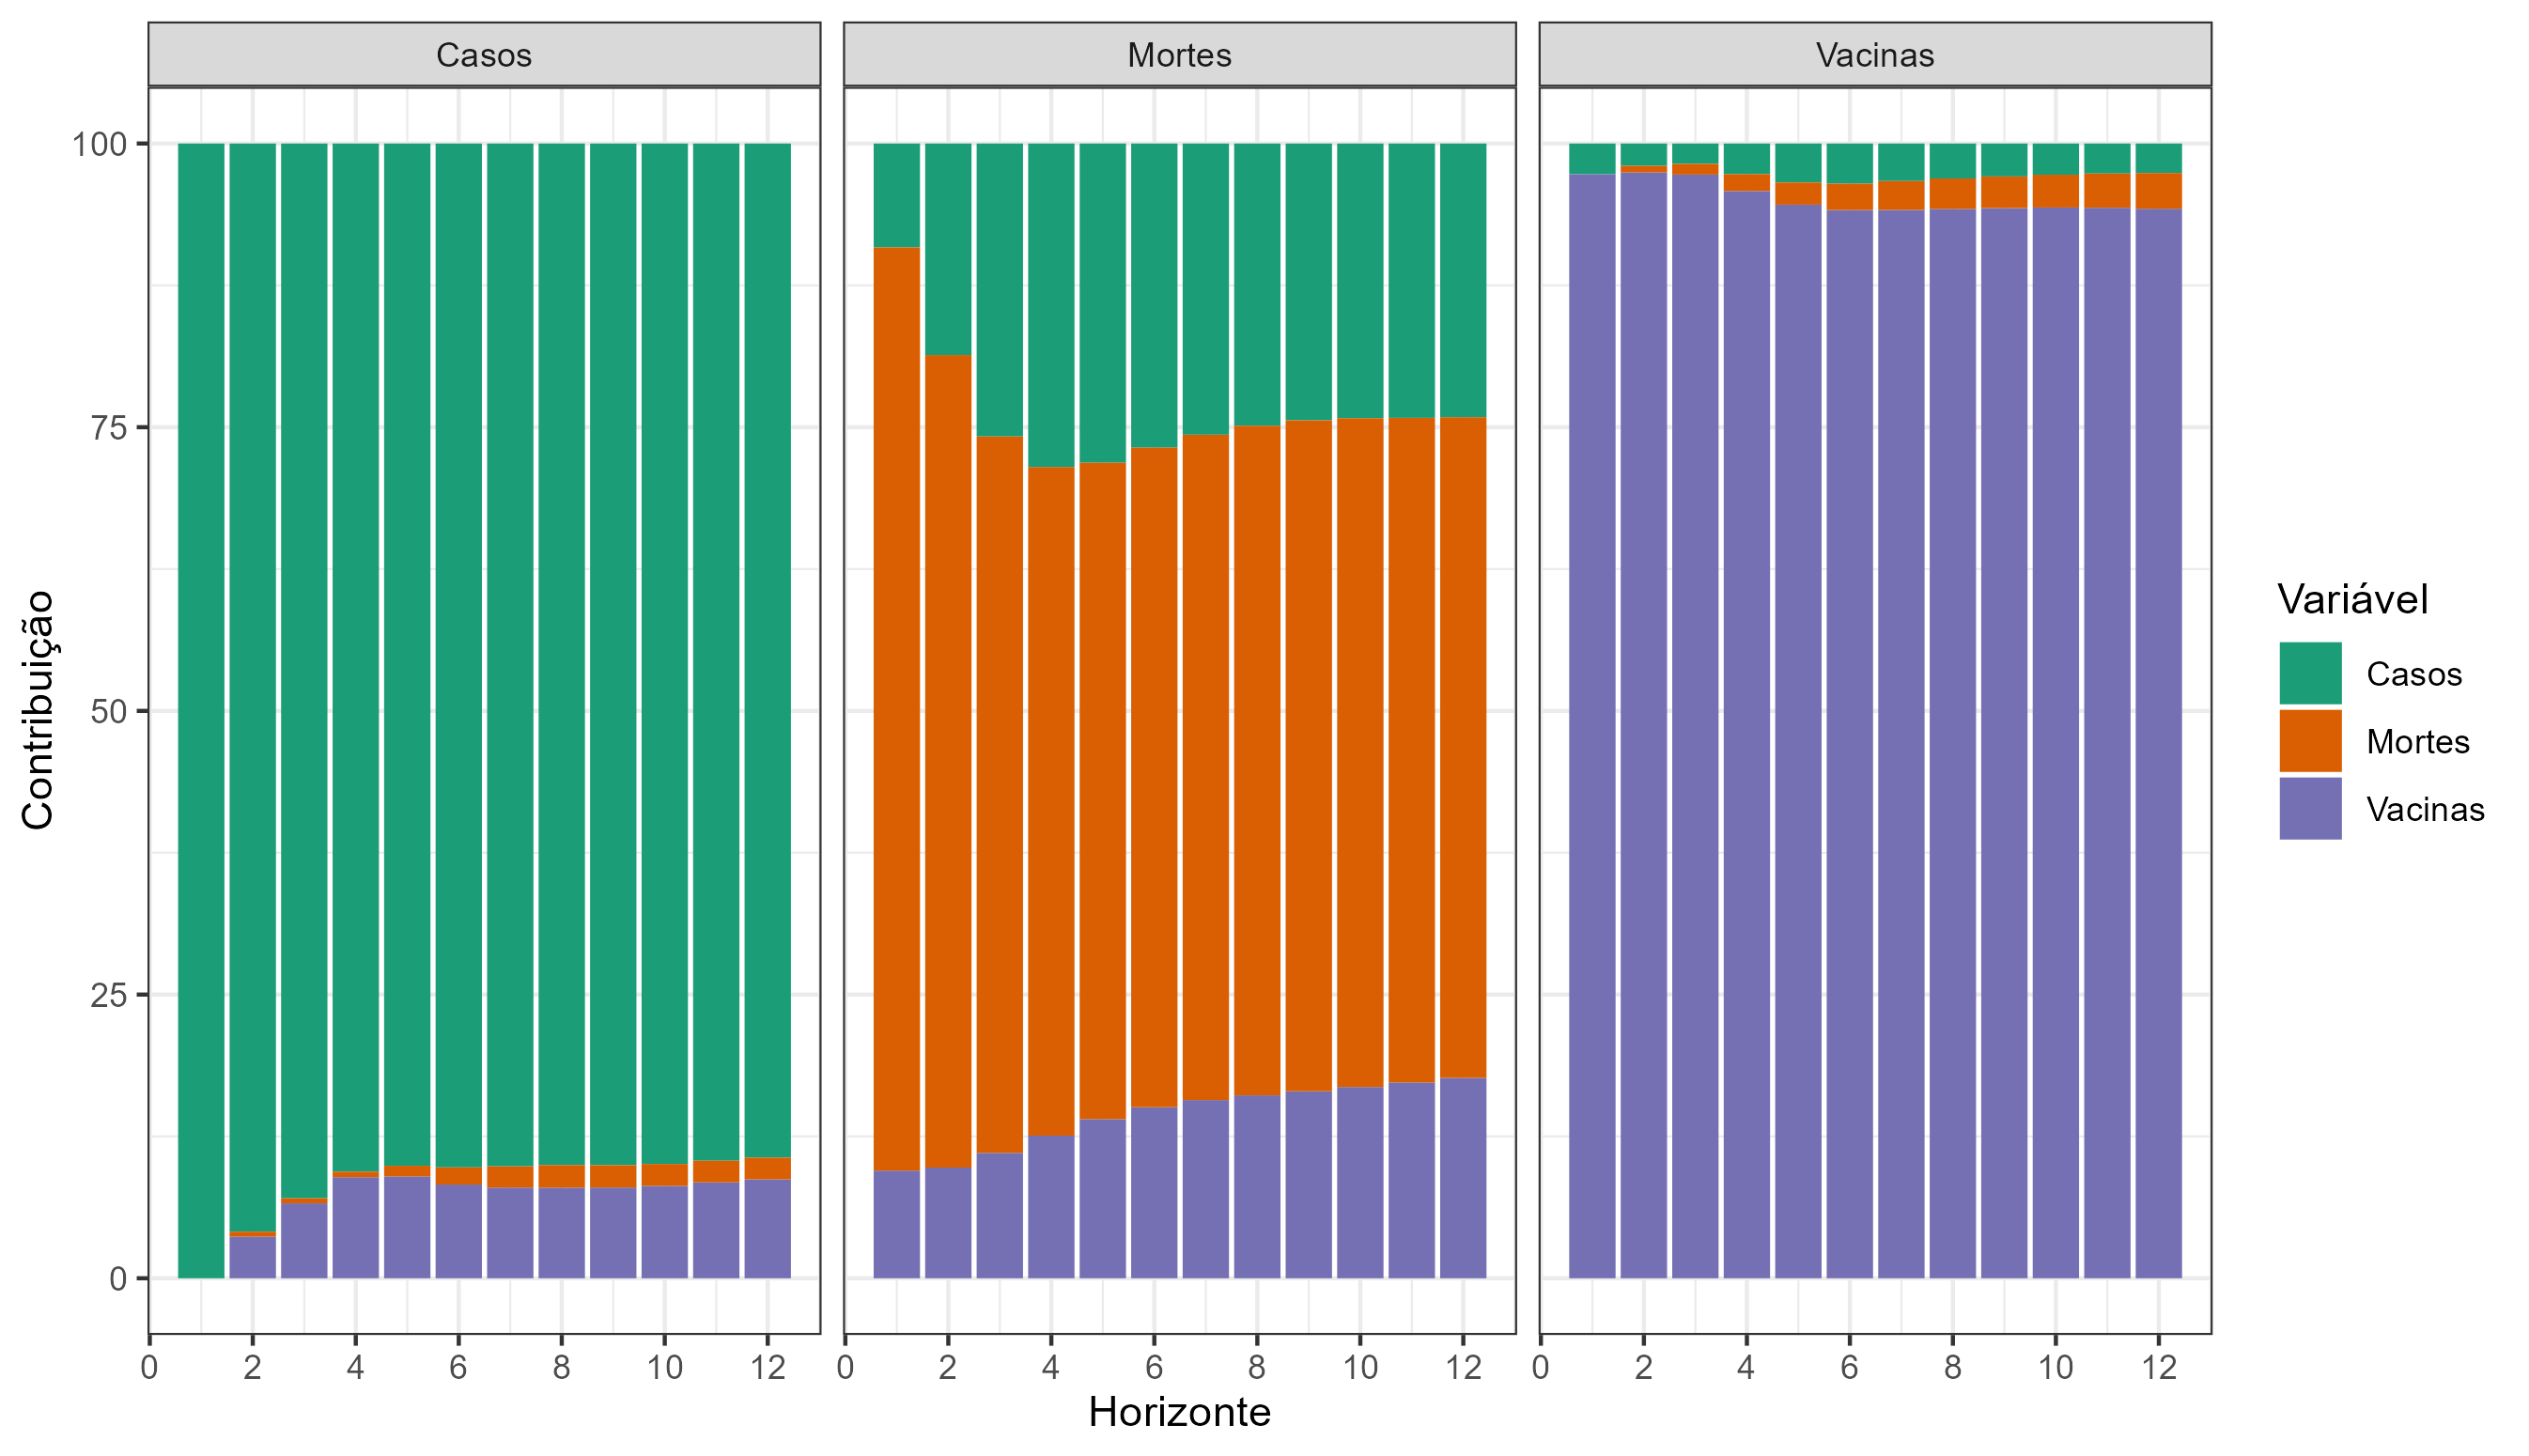 Casos Mortes Vacinas
100
75
50
25
0
Contribuição
0 2 4 6 8 10 12 0 2 4 6 8 10 12 0 2 4 6 8 10 12
Horizonte
Variável
Casos
Mortes
Vacinas